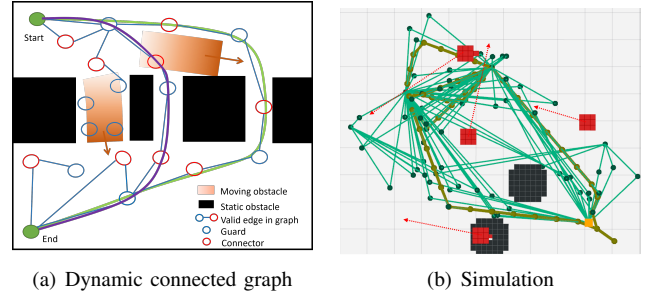 Start
End
Moving obstacle
Static obstacle
Valid edge in graph
Guard
Connector
(a) Dynamic connected graph
(b) Simulation